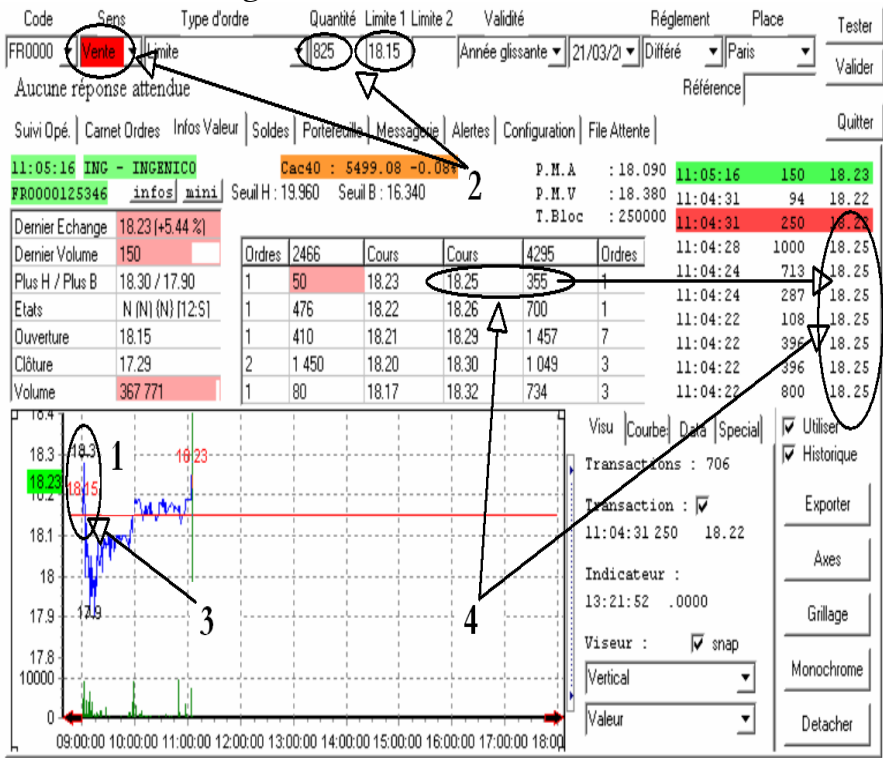 Code Sens Type d'ordre Quantité Limite 1 Limite 2 Validité Réglement Place Tester
FR0000 Vente Limite 825 18.15 Année glissante 21/03/2( Différé Paris Valider
Aucune réponse attendue Référence
Suivi Opé. Carnet Ordres Infos Valeur Soldes Portefeuille Messagerie Alertes Configuration File Attente Quitter
11:05:16 ING - INGENICO Cac40 : 5499.08 -0.08% P.M.A :18.090 11:05:16 150 18.23
FR0000125346 infos mini Seuil H : 19.960 Seuil B : 16.340 2 P.M.V :18.380 11:04:31 94 18.22
Dernier Echange 18.23 (+5.44 %) T.Bloc :250000 11:04:31 250 18.22
Dernier Volume 150 Ordres 2466 Cours Cours 4295 Ordres 11:04:28 1000 18.25
Plus H / Plus B 18.30 / 17.90 1 50 18.23 18.25 355 1 11:04:24 713 18.25
Etats N (N) {N} [12:S] 1 476 18.22 18.26 700 1 11:04:24 287 18.25
Ouverture 18.15 1 410 18.21 18.29 1 457 7 11:04:22 108 18.25
Clôture 17.29 2 1 450 18.20 18.30 1 049 3 11:04:22 396 18.25
11:04:22 396 18.25
Volume 367 771 1 80 18.17 18.32 734 3 11:04:22 800 18.25
18.4 Visu Courbe: Data Special Utiliser
18.3 18.3 1 18.23 Historique
18.23 18.15 Transactions : 706
18.2 Transaction : Exporter
18.1 11:04:31 250 18.22
18 Indicateur : Axes
17.9 17.9 3 4 13:21:52 .0000 Grillage
17.8 Viseur : snap
10000 Vertical Monochrome
0 Valeur Detacher
09:00:00 10:00:00 11:00:00 12:00:00 13:00:00 14:00:00 15:00:00 16:00:00 17:00:00 18:00